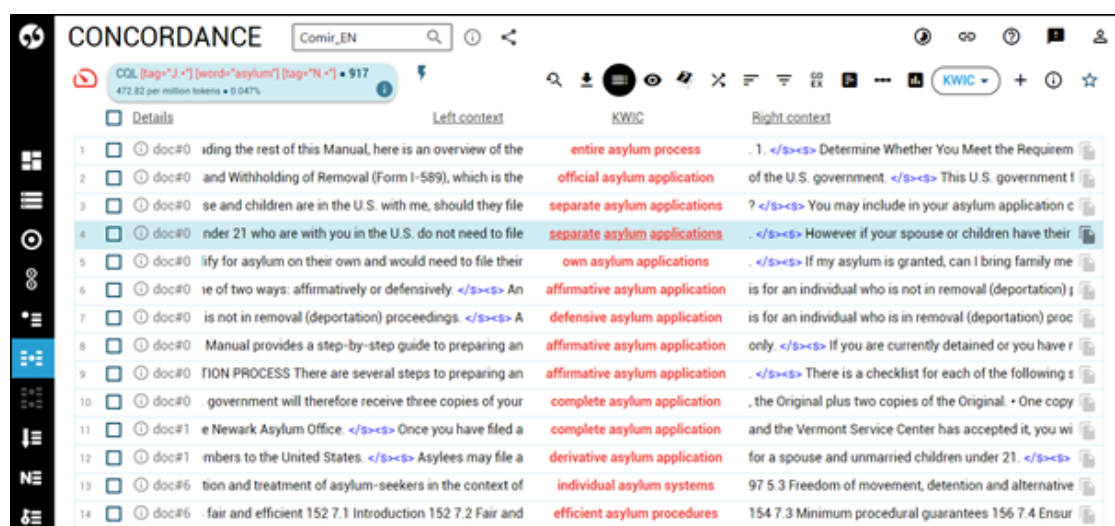 CONCORDANCE Comir_EN
CQL [tag="J.*"] [word="asylum"] [tag="N.*"] • 917
472.82 per million tokens • 0.047%
KWIC
Details Left context KWIC Right context
1 doc#0 iding the rest of this Manual, here is an overview of the entire asylum process . 1. </s><s> Determine Whether You Meet the Requirem
2 doc#0 and Withholding of Removal (Form I-589), which is the official asylum application of the U.S. government. </s><s> This U.S. government f
3 doc#0 se and children are in the U.S. with me, should they file separate asylum applications ? </s><s> You may include in your asylum application c
4 doc#0 nder 21 who are with you in the U.S. do not need to file separate asylum applications . </s><s> However if your spouse or children have their
5 doc#0 lify for asylum on their own and would need to file their own asylum applications . </s><s> If my asylum is granted, can I bring family me
6 doc#0 ne of two ways: affirmatively or defensively. </s><s> An affirmative asylum application is for an individual who is not in removal (deportation) p
7 doc#0 is not in removal (deportation) proceedings. </s><s> A defensive asylum application is for an individual who is in removal (deportation) proc
8 doc#0 Manual provides a step-by-step guide to preparing an affirmative asylum application only. </s><s> If you are currently detained or you have r
9 doc#0 TION PROCESS There are several steps to preparing an affirmative asylum application . </s><s> There is a checklist for each of the following s
10 doc#0 . government will therefore receive three copies of your complete asylum application , the Original plus two copies of the Original. • One copy
11 doc#1 e Newark Asylum Office. </s><s> Once you have filed a complete asylum application and the Vermont Service Center has accepted it, you wi
12 doc#1 mbers to the United States. </s><s> Asylees may file a derivative asylum application for a spouse and unmarried children under 21. </s><s>
13 doc#6 tion and treatment of asylum-seekers in the context of individual asylum systems 97 5.3 Freedom of movement, detention and alternative
14 doc#6 fair and efficient 152 7.1 Introduction 152 7.2 Fair and efficient asylum procedures 154 7.3 Minimum procedural guarantees 156 7.4 Ensur